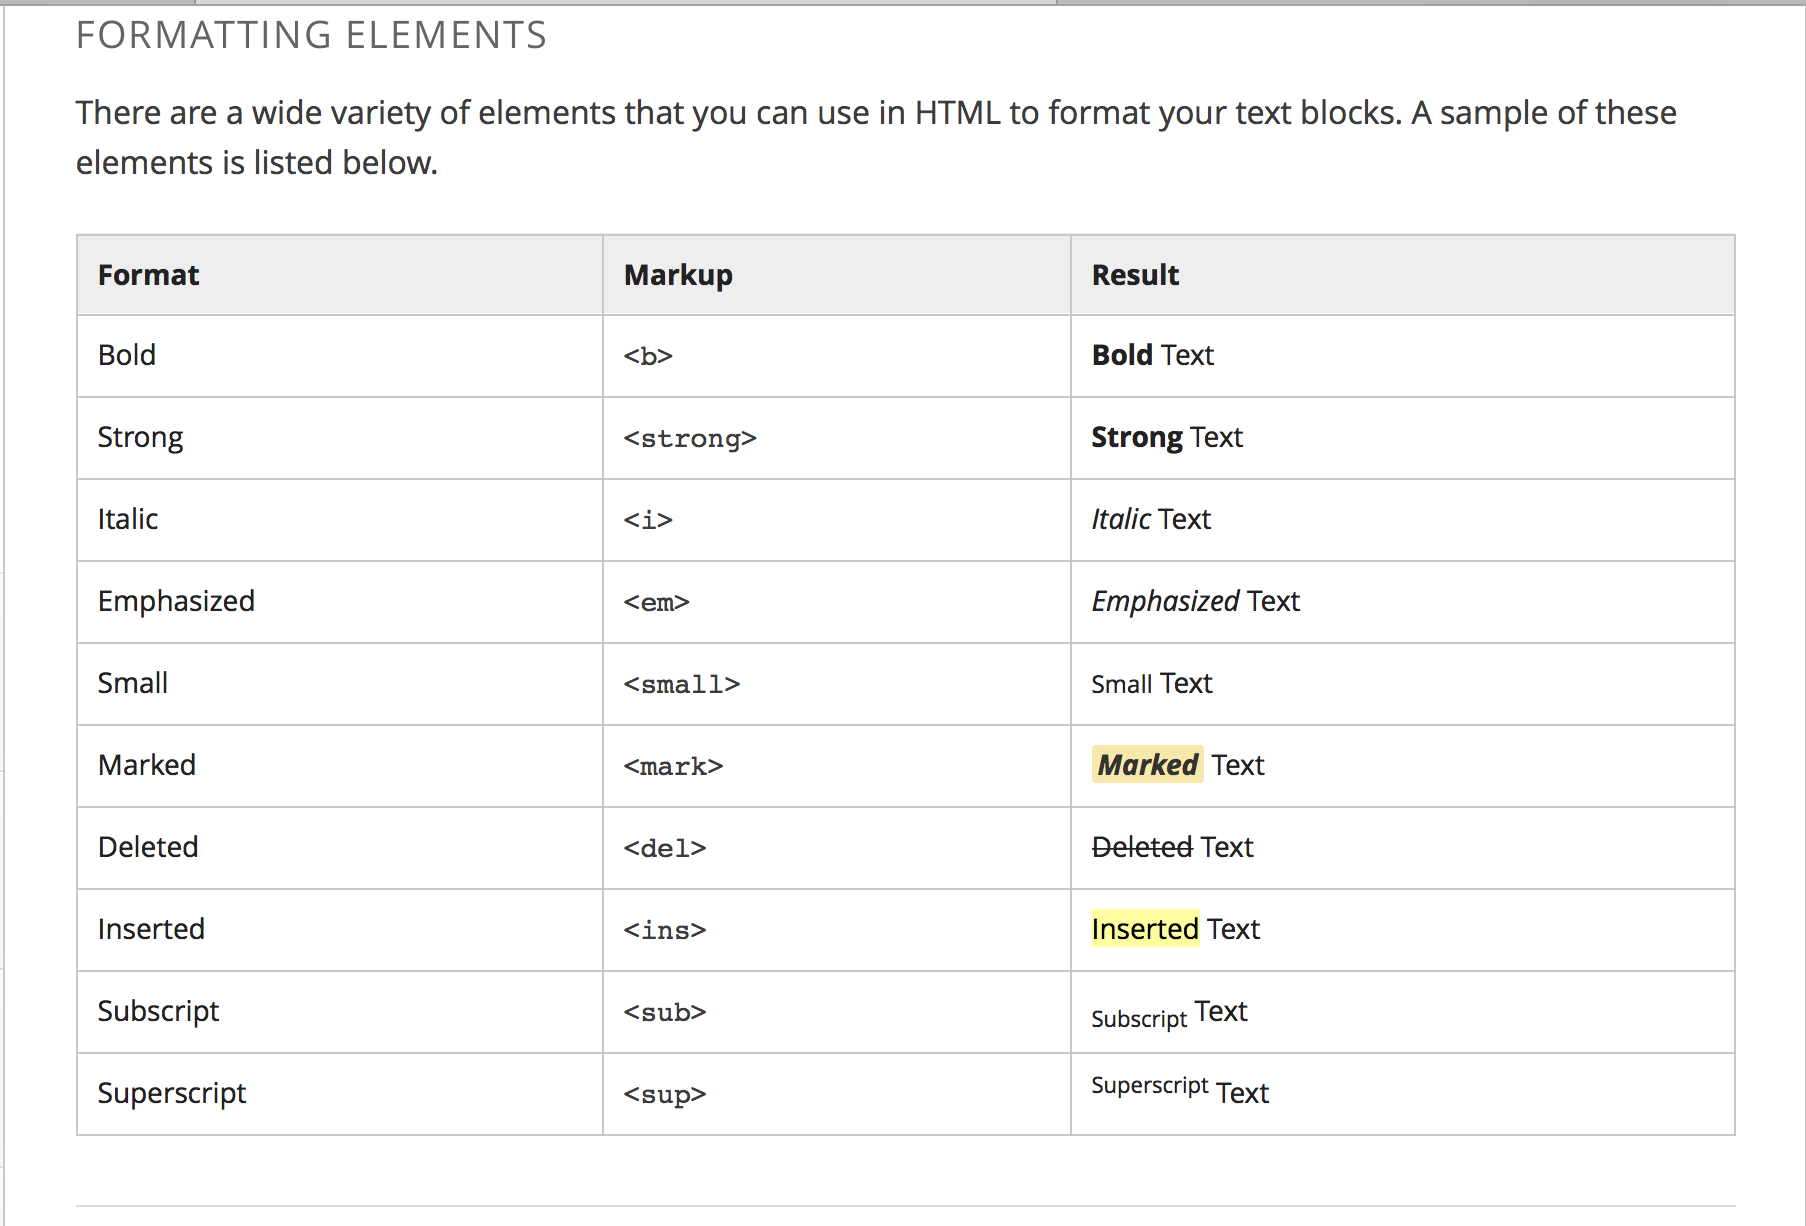 FORMATTING ELEMENTS
There are a wide variety of elements that you can use in HTML to format your text blocks. A sample of these
elements is listed below.
Format Markup Result
Bold <b> Bold Text
Strong <strong> Strong Text
Italic <i> Italic Text
Emphasized <em> Emphasized Text
Small <small> Small Text
Marked <mark> Marked Text
Deleted <del> Deleted Text
Inserted <ins> Inserted Text
Subscript <sub> Subscript Text
Superscript <sup> Superscript Text